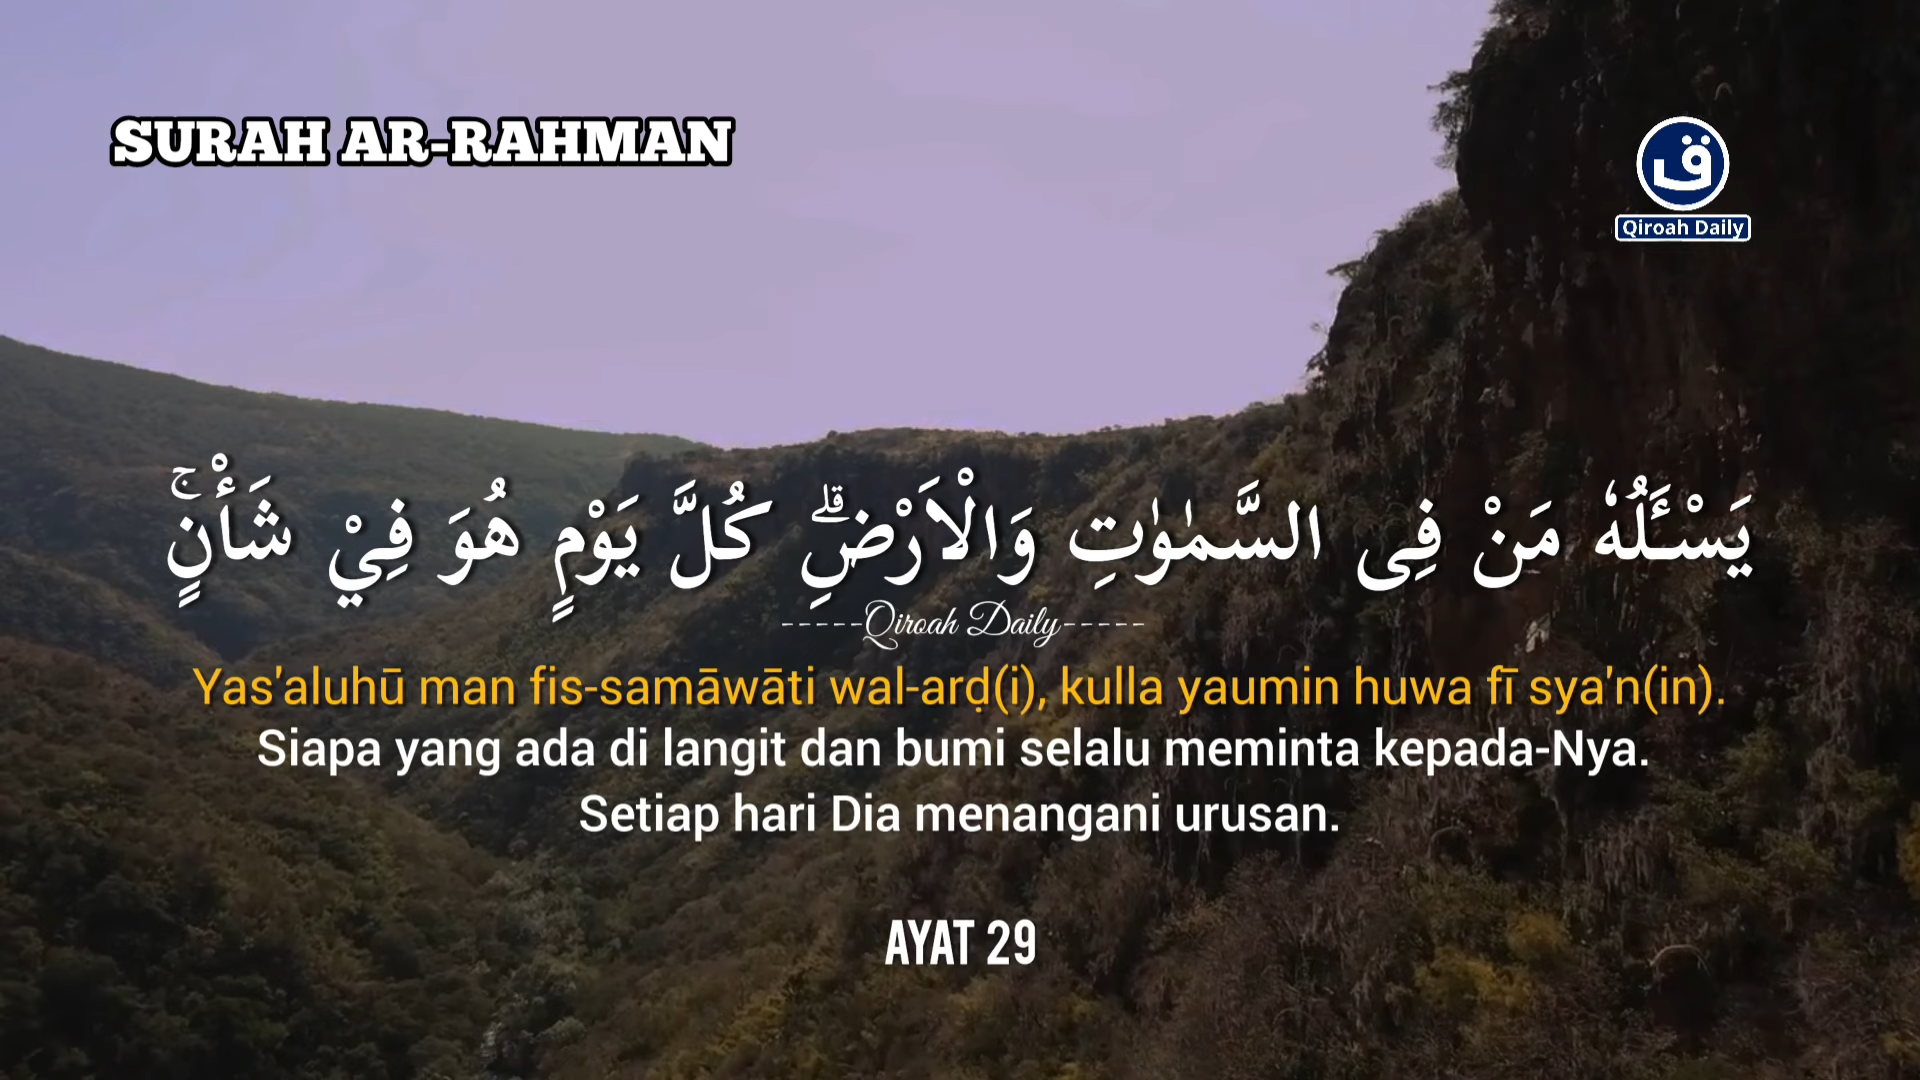 SURAH AR-RAHMAN
ق
Qiroah Daily
يَسْـَٔلُهٗ مَنْ فِى السَّمٰوٰتِ وَالْاَرْضِۗ كُلَّ يَوْمٍ هُوَ فِيْ شَأْنٍۚ
-----Qiroah Daily-----
Yas'aluhū man fis-samāwāti wal-arḍ(i), kulla yaumin huwa fī sya'n(in).
Siapa yang ada di langit dan bumi selalu meminta kepada-Nya.
Setiap hari Dia menangani urusan.
AYAT 29